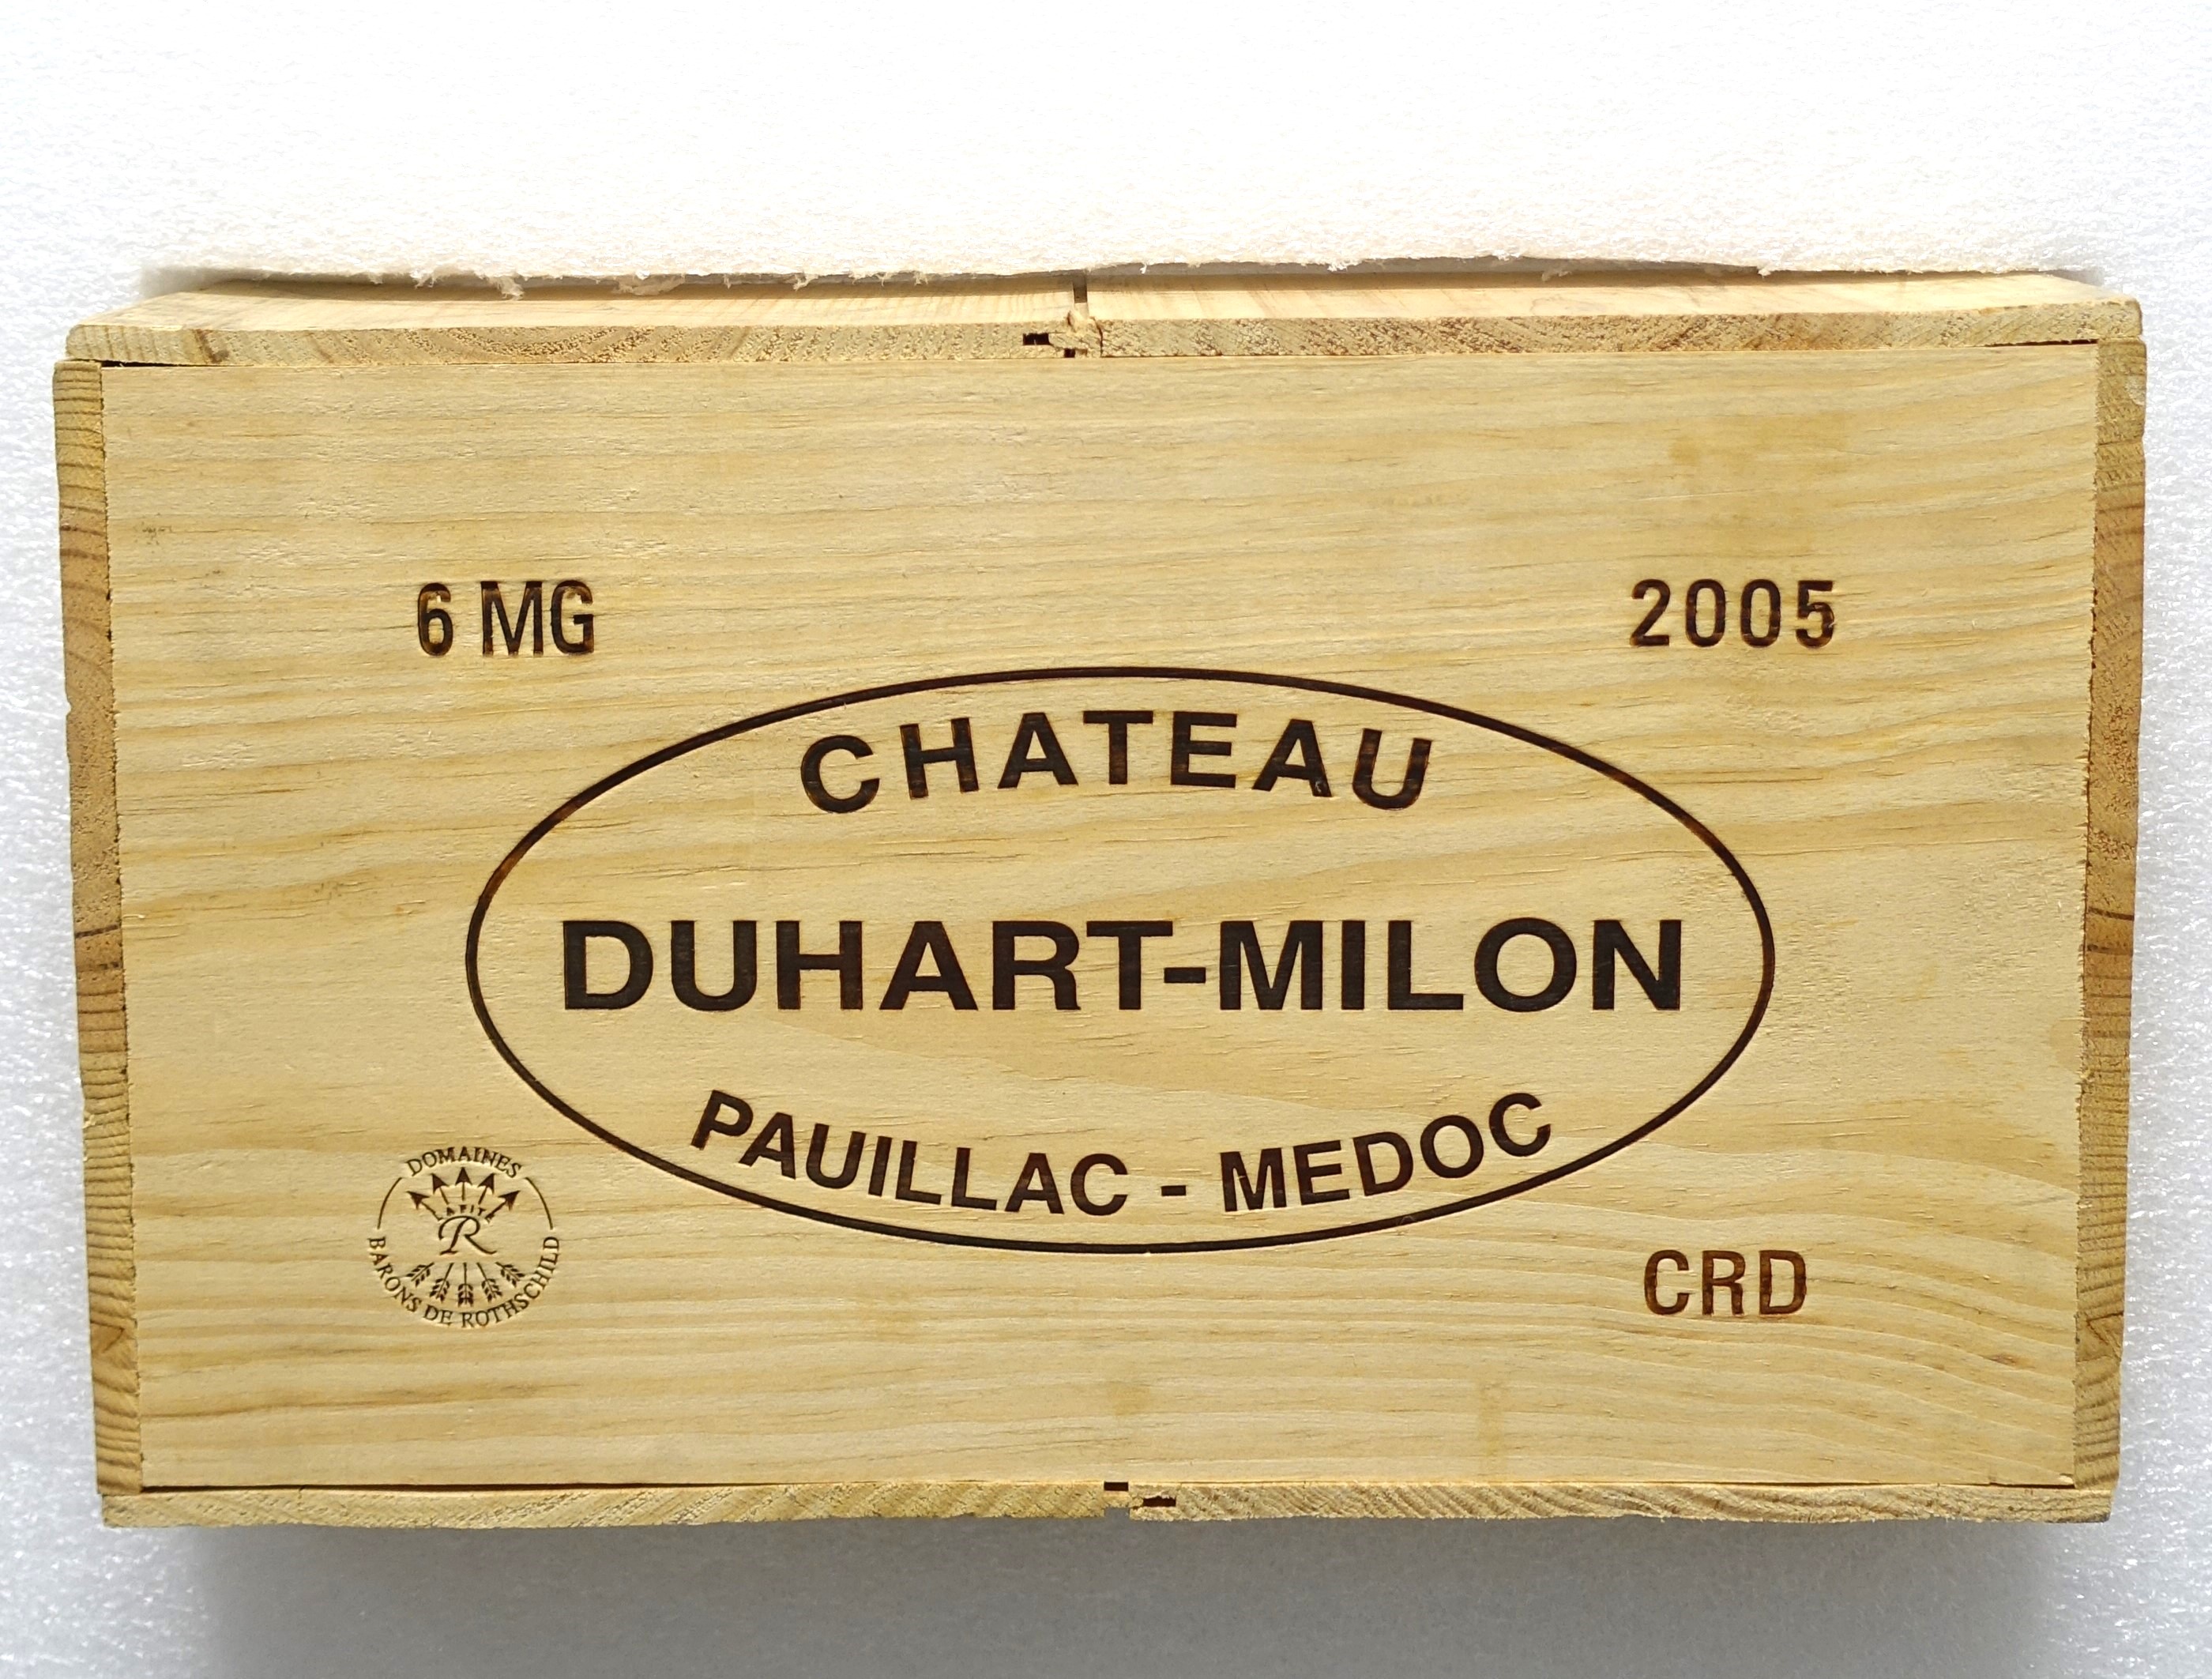 6 MG
2005
CHATEAU
DUHART-MILON
PAUILLAC - MEDOC
DOMAINES
LAFITE
R
BARONS DE ROTHSCHILD
CRD